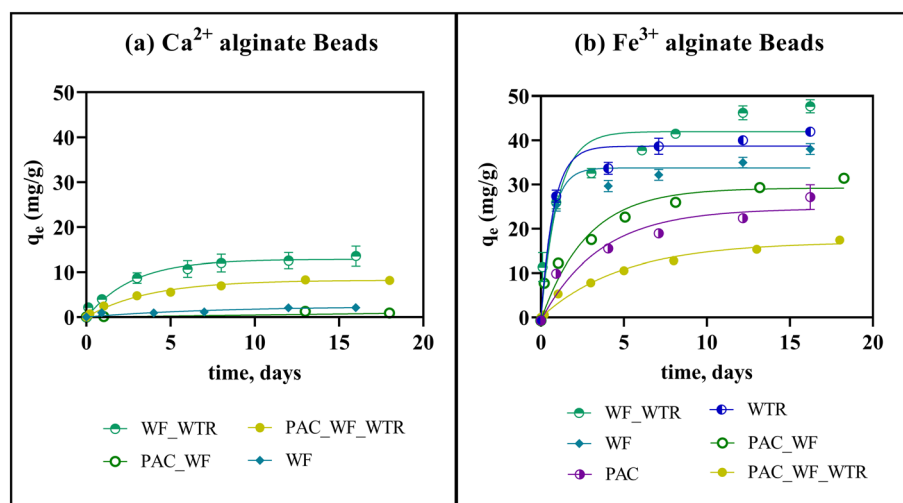 (a) Ca²⁺ alginate Beads
50
40
30
20
10
0
qe (mg/g)
0 5 10 15 20
time, days
WF_WTR PAC_WF_WTR
PAC_WF WF
(b) Fe³⁺ alginate Beads
50
40
30
20
10
0
qe (mg/g)
0 5 10 15 20
time, days
WF_WTR WTR
WF PAC_WF
PAC PAC_WF_WTR